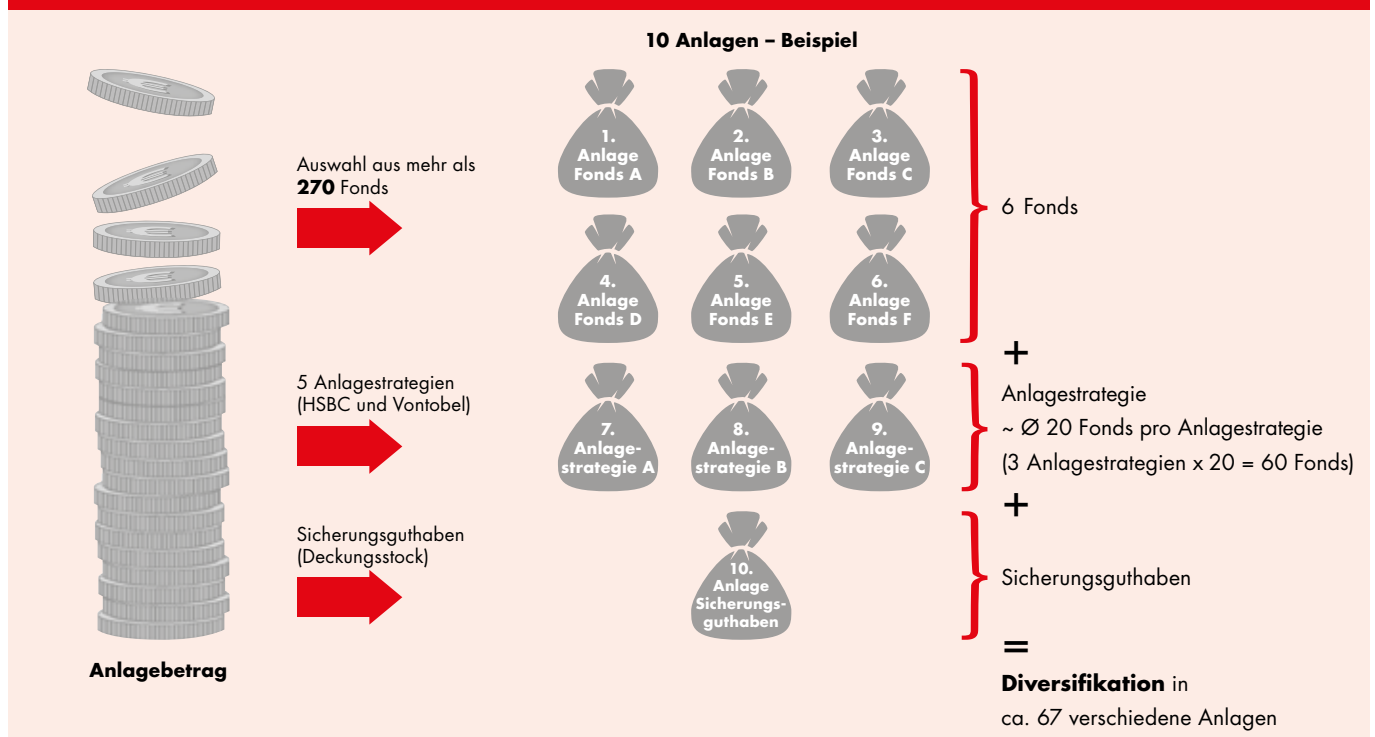 10 Anlagen – Beispiel
Auswahl aus mehr als
270 Fonds
1.
Anlage
Fonds A
2.
Anlage
Fonds B
3.
Anlage
Fonds C
4.
Anlage
Fonds D
5.
Anlage
Fonds E
6.
Anlage
Fonds F
6 Fonds
+
5 Anlagestrategien
(HSBC und Vontobel)
7.
Anlage-
strategie A
8.
Anlage-
strategie B
9.
Anlage-
strategie C
Anlagestrategie
~ Ø 20 Fonds pro Anlagestrategie
(3 Anlagestrategien x 20 = 60 Fonds)
+
Sicherungsguthaben
(Deckungsstock)
10.
Anlage
Sicherungs-
guthaben
Sicherungsguthaben
=
Diversifikation in
ca. 67 verschiedene Anlagen
Anlagebetrag